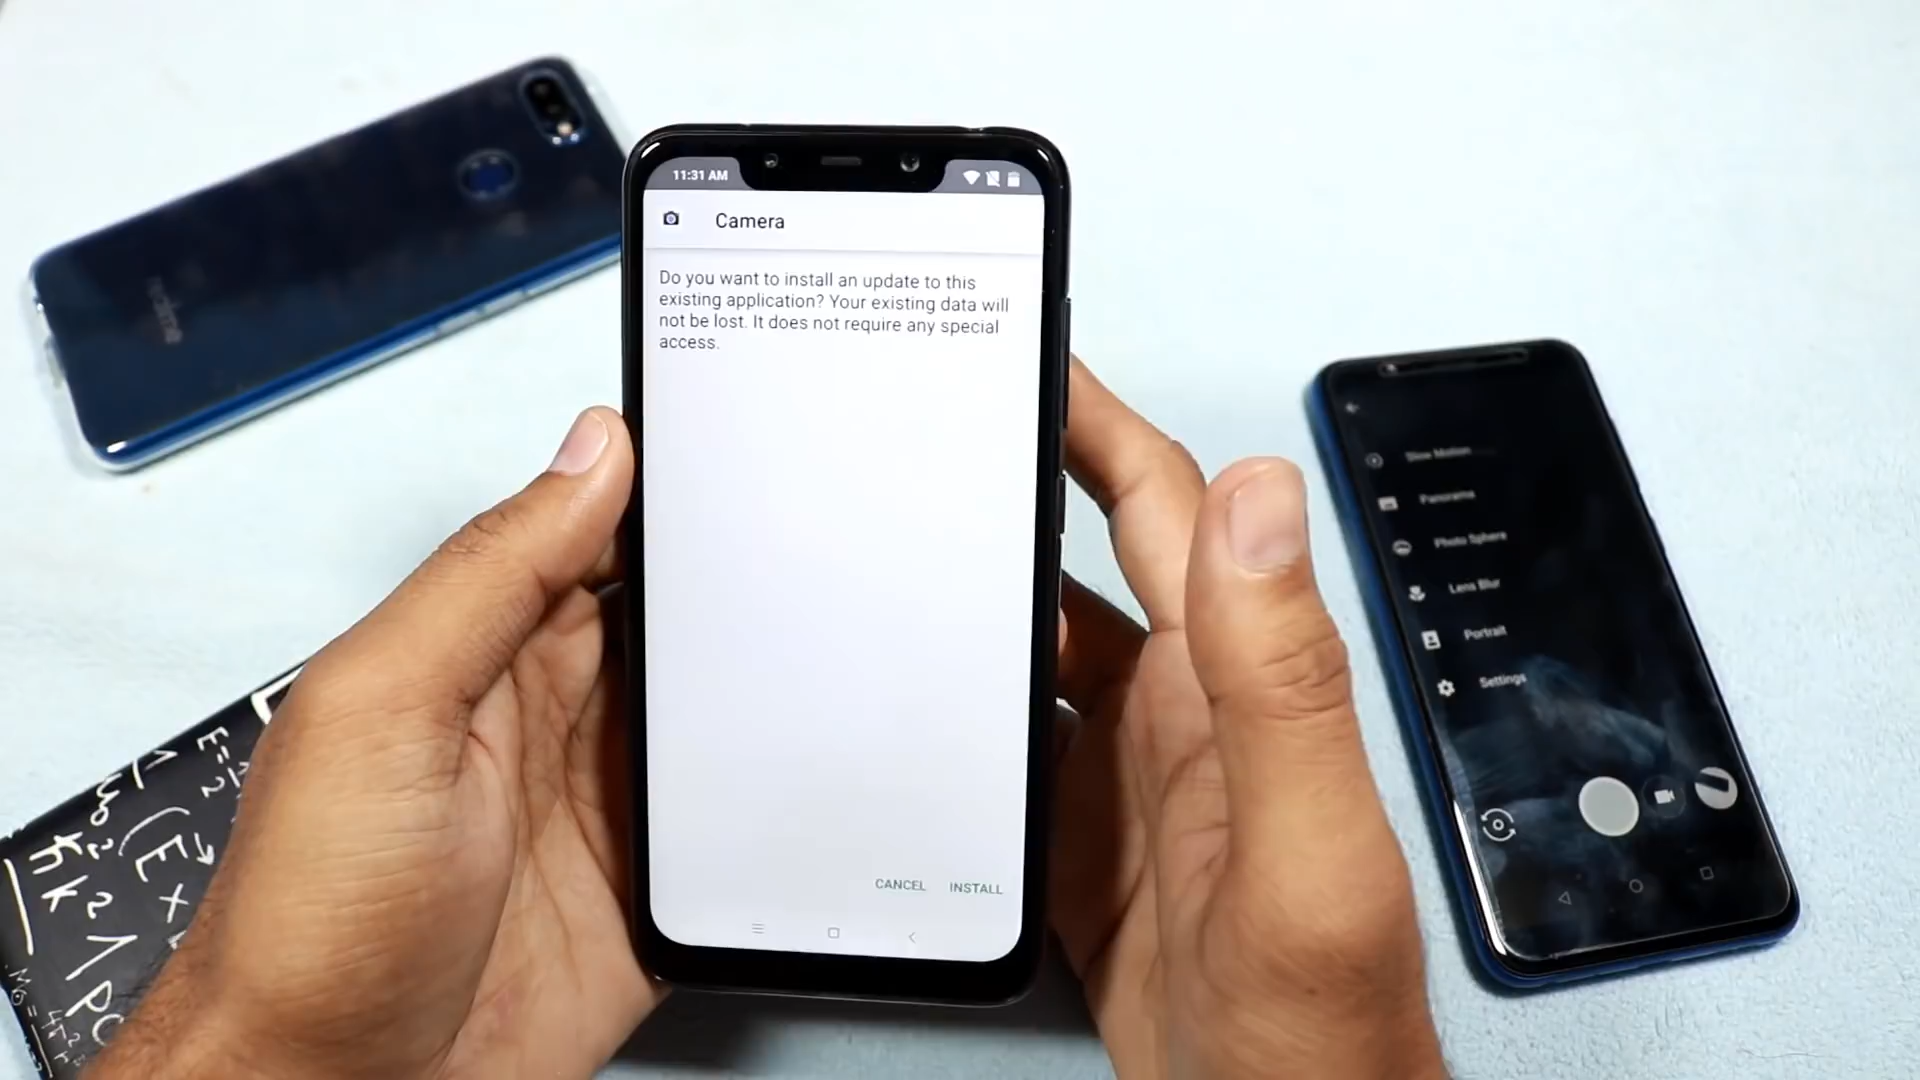 11:31 AM
Camera
Do you want to install an update to this
existing application? Your existing data will
not be lost. It does not require any special
access.
CANCEL INSTALL
realme
Slow Motion
Panorama
Photo Sphere
Lens Blur
Portrait
Settings